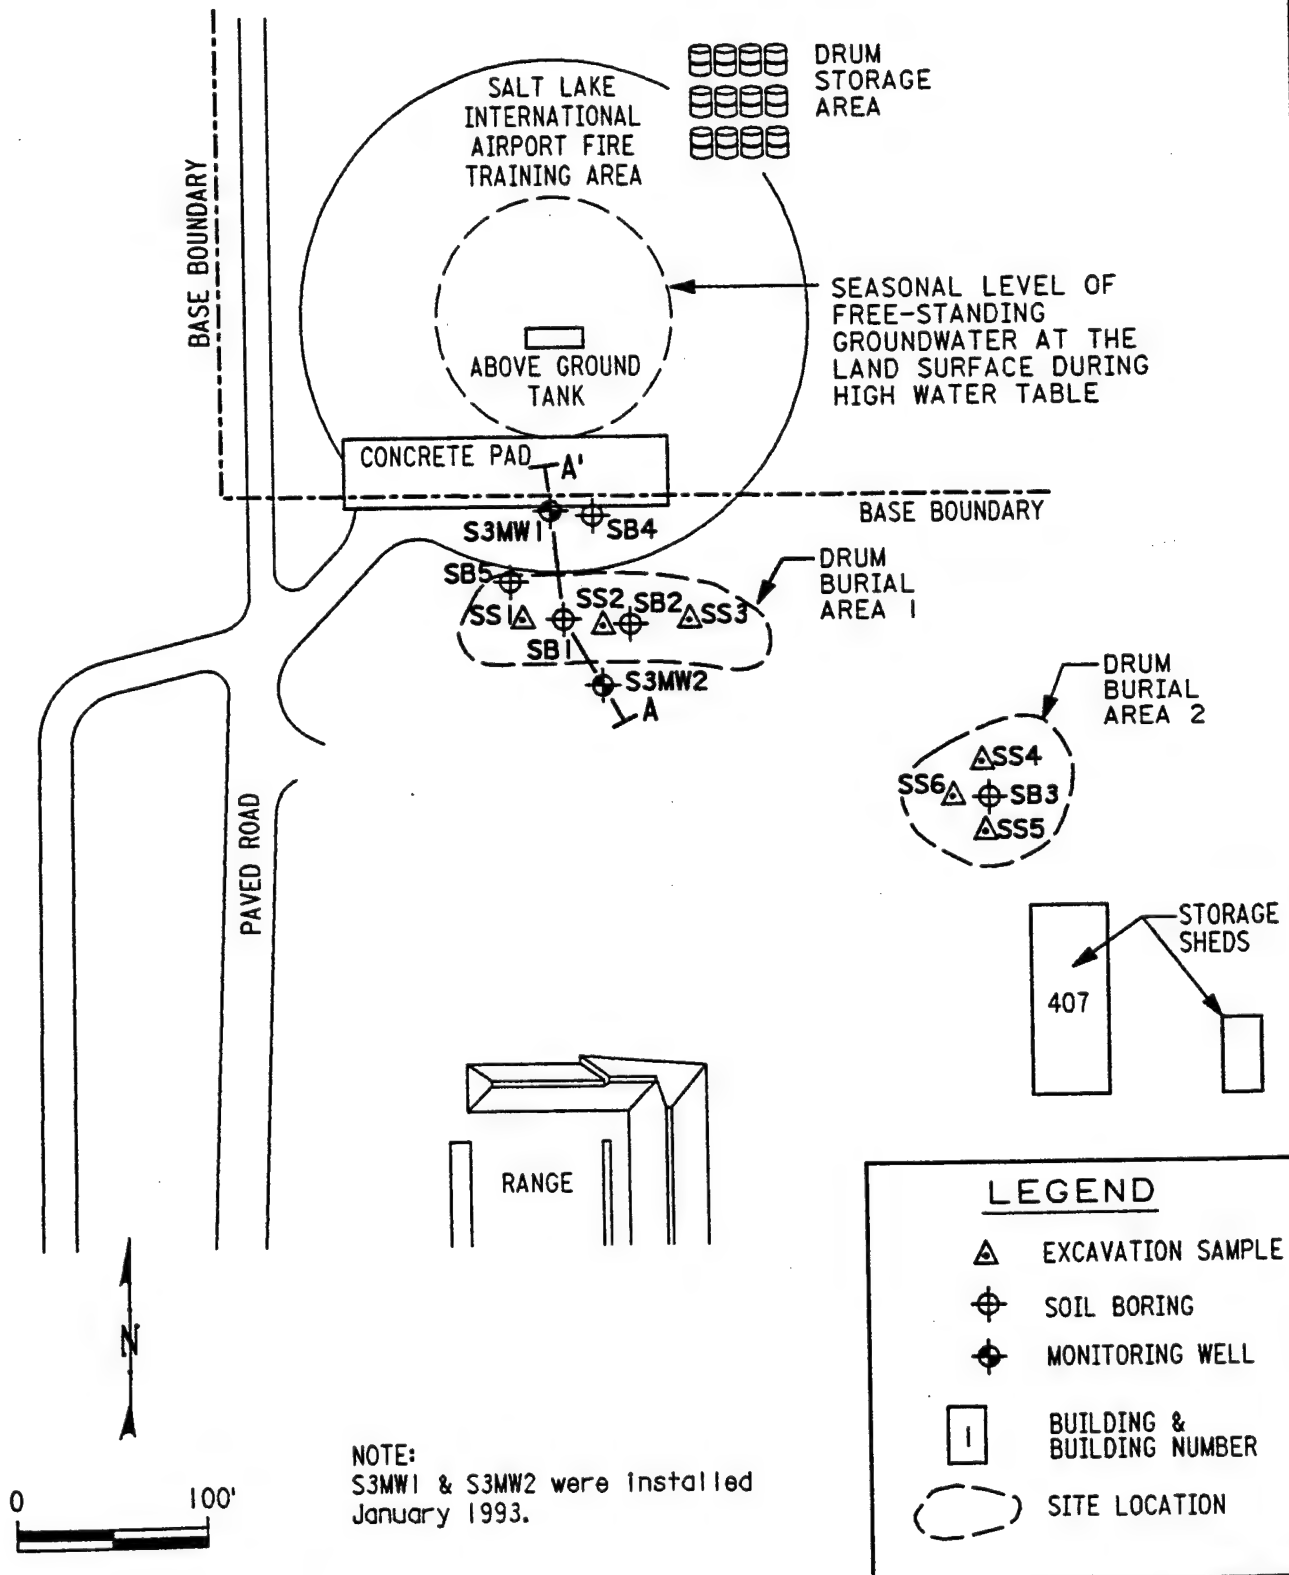 DRUM
STORAGE
AREA
SALT LAKE
INTERNATIONAL
AIRPORT FIRE
TRAINING AREA
BASE BOUNDARY
SEASONAL LEVEL OF
FREE-STANDING
GROUNDWATER AT THE
LAND SURFACE DURING
HIGH WATER TABLE
ABOVE GROUND
TANK
CONCRETE PAD
A'
BASE BOUNDARY
S3MW1
SB4
DRUM
BURIAL
AREA 1
SB5
SS1
SS2
SB2
SS3
SB1
S3MW2
A
DRUM
BURIAL
AREA 2
SS4
SS6
SB3
SS5
PAVED ROAD
STORAGE
SHEDS
407
RANGE
N
0 100'
NOTE:
S3MW1 & S3MW2 were installed
January 1993.
LEGEND
EXCAVATION SAMPLE
SOIL BORING
MONITORING WELL
1
BUILDING &
BUILDING NUMBER
SITE LOCATION